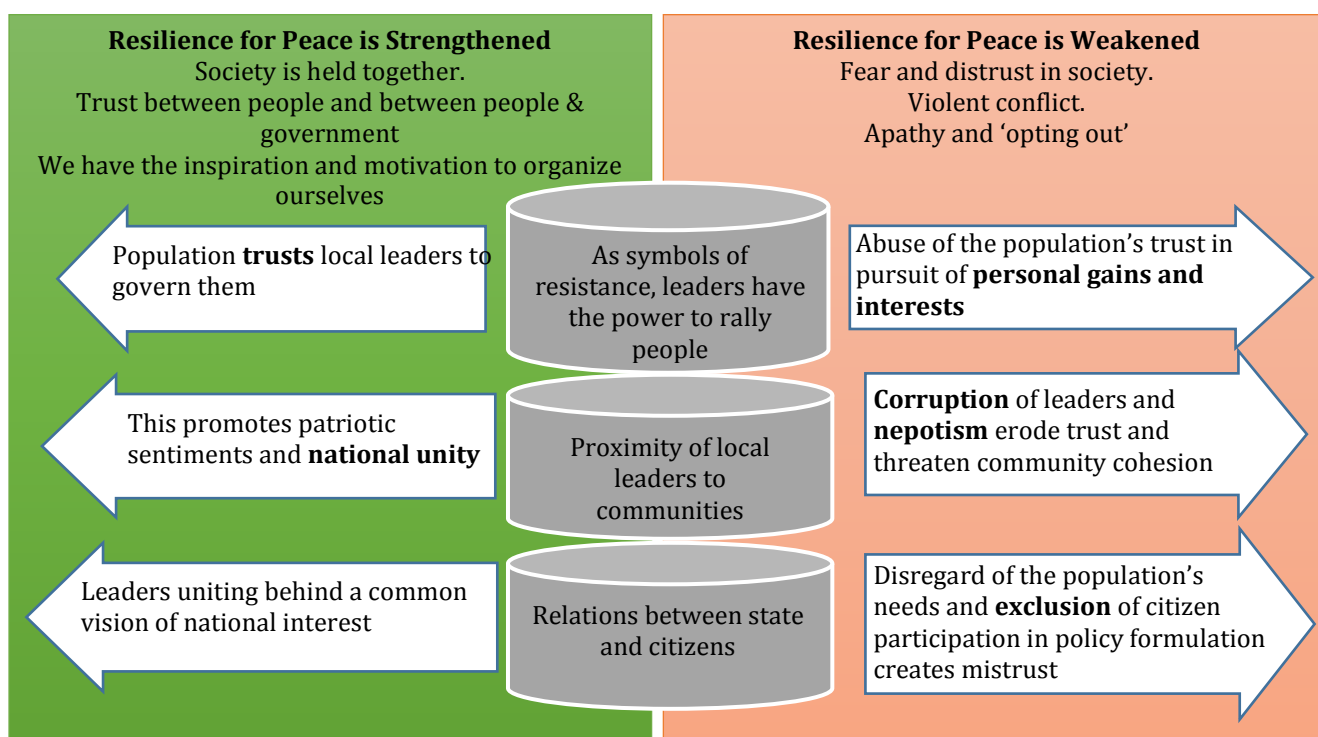 Resilience for Peace is Strengthened
Society is held together.
Trust between people and between people &
government
We have the inspiration and motivation to organize
ourselves
Resilience for Peace is Weakened
Fear and distrust in society.
Violent conflict.
Apathy and ‘opting out’
Population trusts local leaders to
govern them
As symbols of
resistance, leaders have
the power to rally
people
Abuse of the population’s trust in
pursuit of personal gains and
interests
This promotes patriotic
sentiments and national unity
Proximity of local
leaders to
communities
Corruption of leaders and
nepotism erode trust and
threaten community cohesion
Leaders uniting behind a common
vision of national interest
Relations between state
and citizens
Disregard of the population’s
needs and exclusion of citizen
participation in policy formulation
creates mistrust